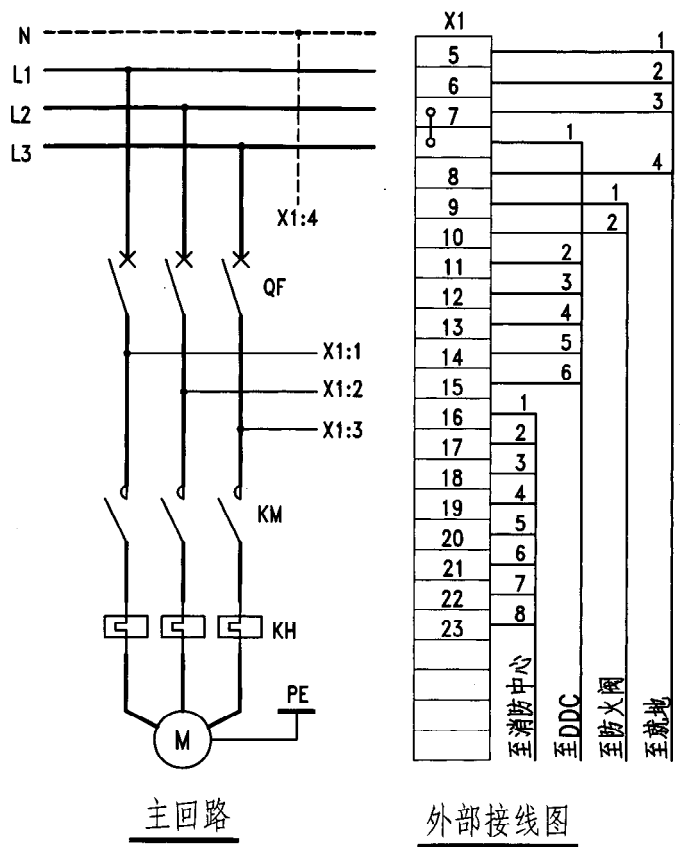 N
L1
L2
L3
X1:4
QF
X1:1
X1:2
X1:3
KM
KH
PE
M
主回路
X1
5 1
6 2
7 3
1
8 4
9 1
10 2
11 2
12 3
13 4
14 5
15 6
16 1
17 2
18 3
19 4
20 5
21 6
22 7
23 8
至消防中心
至DDC
至防火阀
至就地
外部接线图